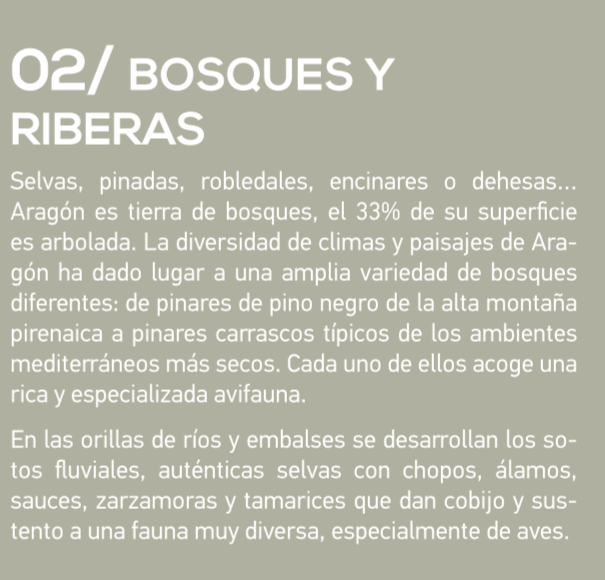 02/ BOSQUES Y
RIBERAS
Selvas, pinadas, robledales, encinares o dehesas...
Aragón es tierra de bosques, el 33% de su superficie
es arbolada. La diversidad de climas y paisajes de Ara-
gón ha dado lugar a una amplia variedad de bosques
diferentes: de pinares de pino negro de la alta montaña
pirenaica a pinares carrascos típicos de los ambientes
mediterráneos más secos. Cada uno de ellos acoge una
rica y especializada avifauna.
En las orillas de ríos y embalses se desarrollan los so-
tos fluviales, auténticas selvas con chopos, álamos,
sauces, zarzamoras y tamarices que dan cobijo y sus-
tento a una fauna muy diversa, especialmente de aves.